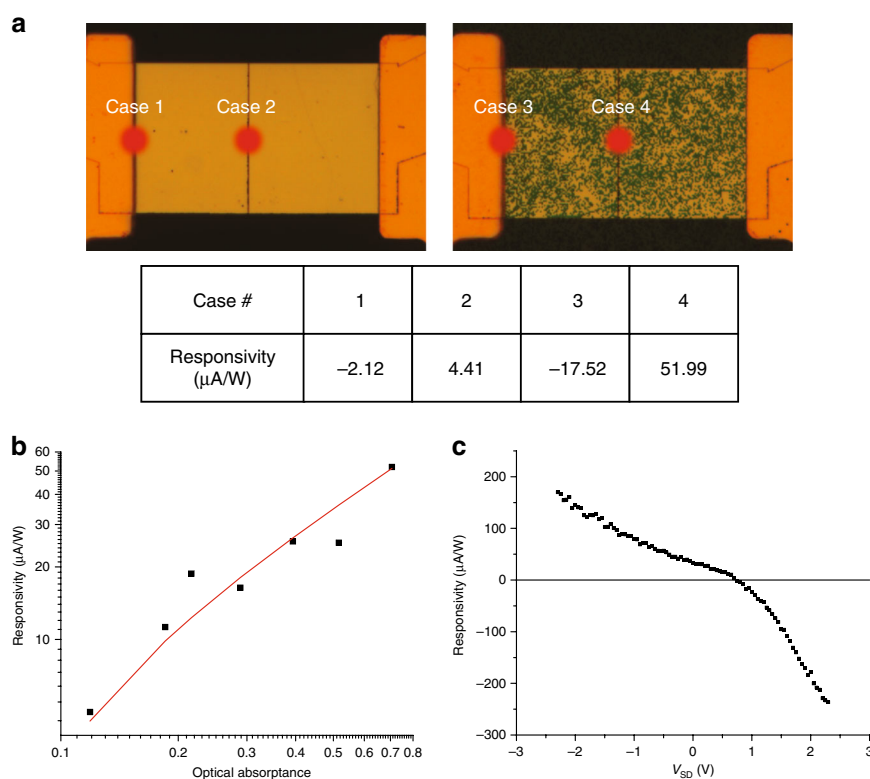 a
Case 1
Case 2
Case 3
Case 4
Case # 1 2 3 4
Responsivity (μA/W) −2.12 4.41 −17.52 51.99
b
60
50
40
30
20
10
Responsivity (μA/W)
0.1 0.2 0.3 0.4 0.5 0.6 0.7 0.8
Optical absorptance
c
200
100
0
−100
−200
−300
Responsivity (μA/W)
−3 −2 −1 0 1 2 3
VSD (V)